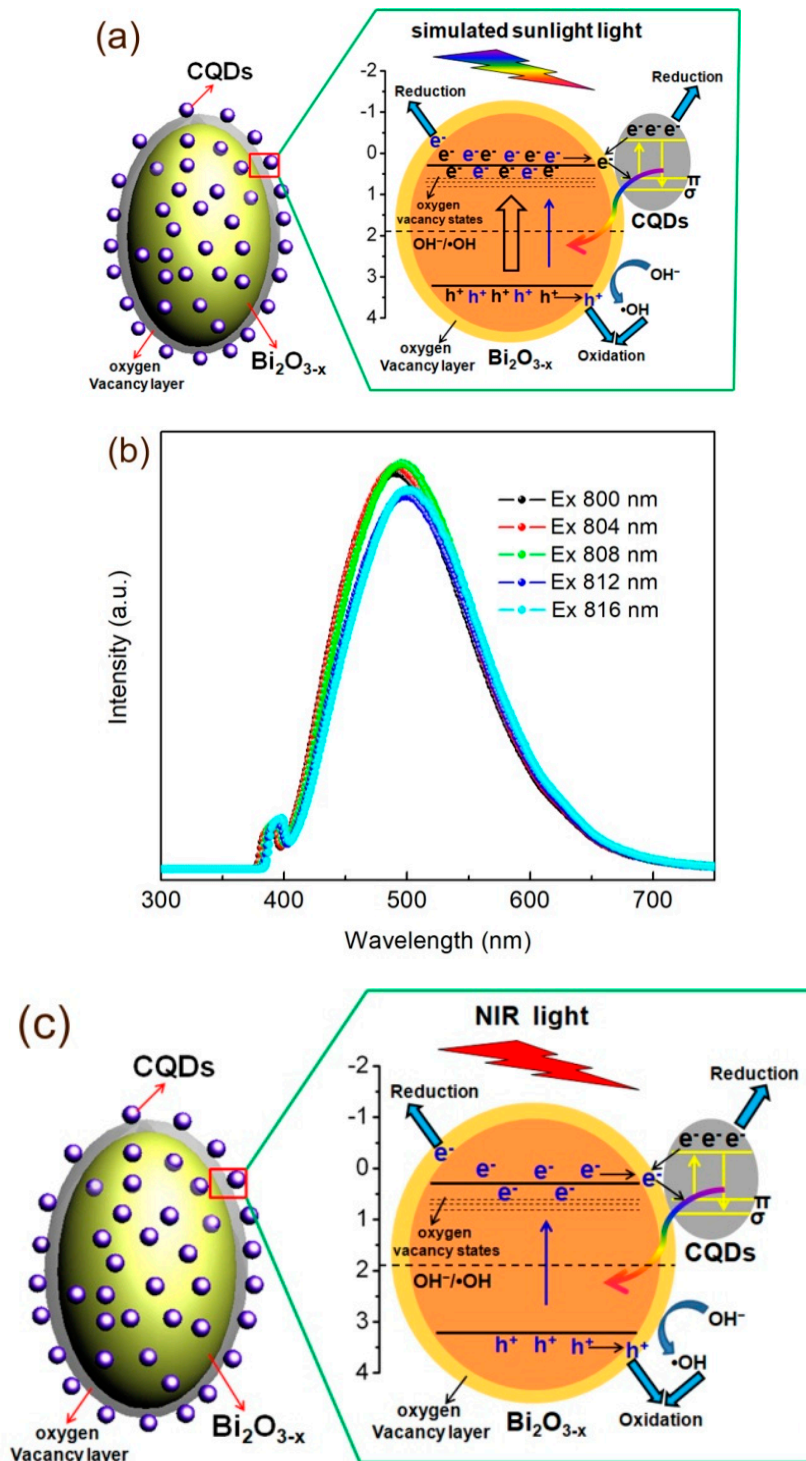 (a)
CQDs
oxygen
Vacancy layer
Bi₂O₃₋ₓ
simulated sunlight light
-2
-1
0
1
2
3
4
Reduction
Reduction
e⁻
e⁻ e⁻e⁻ e⁻ e⁻ e⁻
e⁻ e⁻ e⁻ e⁻ e⁻
e⁻
e⁻ e⁻ e⁻
π
σ
CQDs
oxygen
vacancy states
OH⁻/•OH
h⁺ h⁺ h⁺ h⁺ h⁺ h⁺
OH⁻
•OH
Oxidation
oxygen
Vacancy layer
Bi₂O₃₋ₓ
(b)
Ex 800 nm
Ex 804 nm
Ex 808 nm
Ex 812 nm
Ex 816 nm
Intensity (a.u.)
300 400 500 600 700
Wavelength (nm)
(c)
CQDs
oxygen
Vacancy layer
Bi₂O₃₋ₓ
NIR light
-2
-1
0
1
2
3
4
Reduction
Reduction
e⁻
e⁻ e⁻ e⁻
e⁻ e⁻
e⁻
e⁻ e⁻ e⁻
π
σ
CQDs
oxygen
vacancy states
OH⁻/•OH
h⁺ h⁺ h⁺ h⁺
OH⁻
•OH
Oxidation
oxygen
Vacancy layer
Bi₂O₃₋ₓ